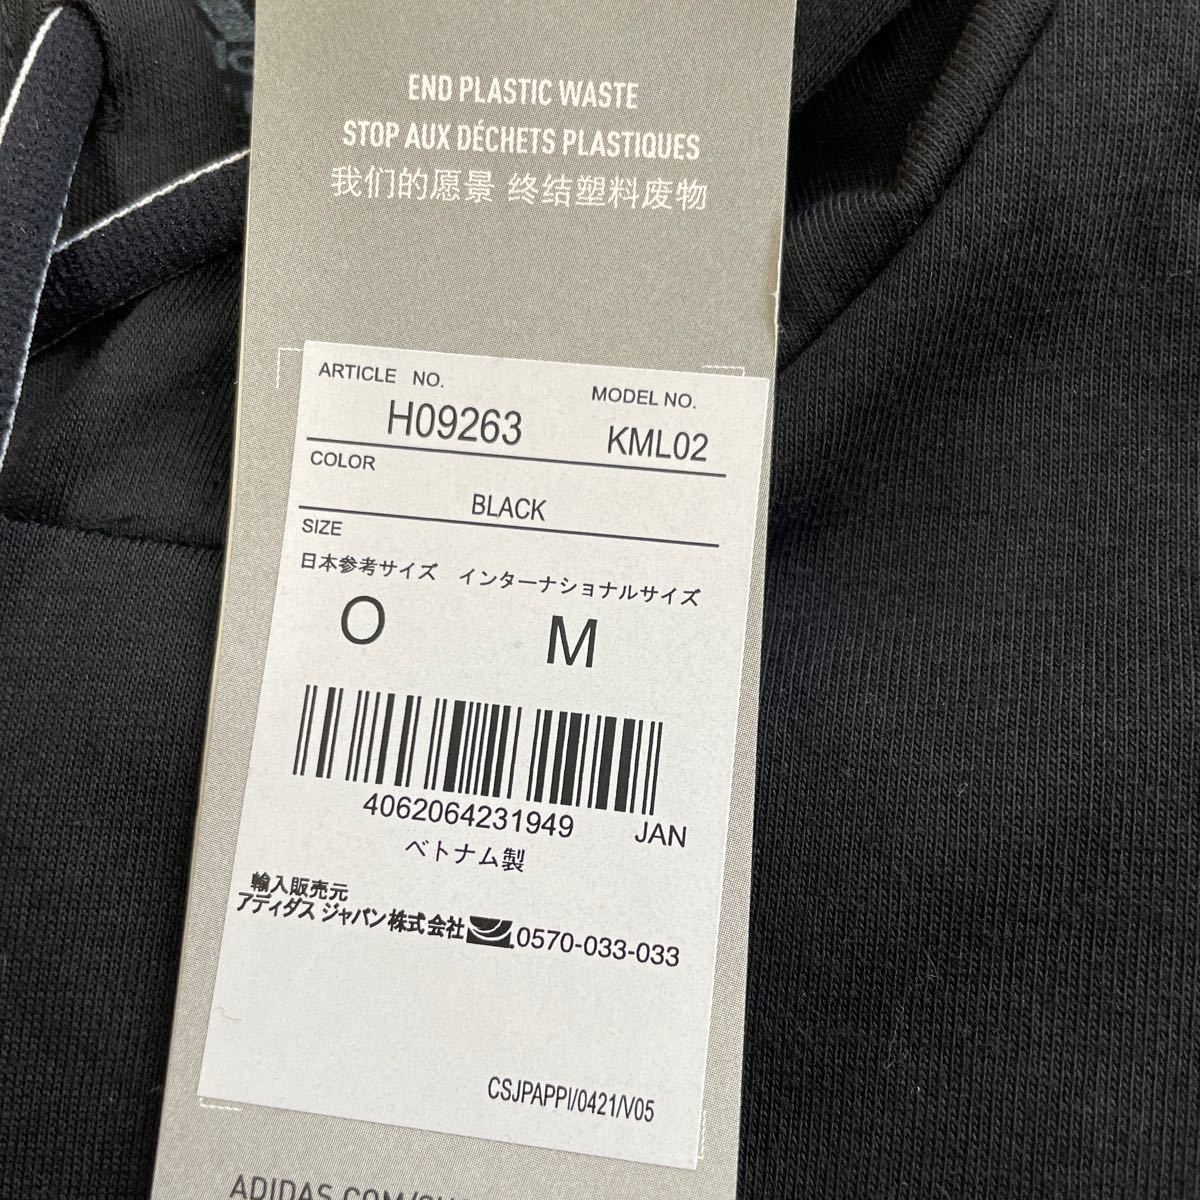 END PLASTIC WASTE
STOP AUX DÉCHETS PLASTIQUES
我们的愿景 终结塑料废物
ARTICLE NO. MODEL NO.
H09263 KML02
COLOR
BLACK
SIZE
日本参考サイズ インターナショナルサイズ
O M
4062064231949 JAN
ベトナム製
輸入販売元
アディダス ジャパン株式会社 0570-033-033
CSJPAPPI/0421/V05